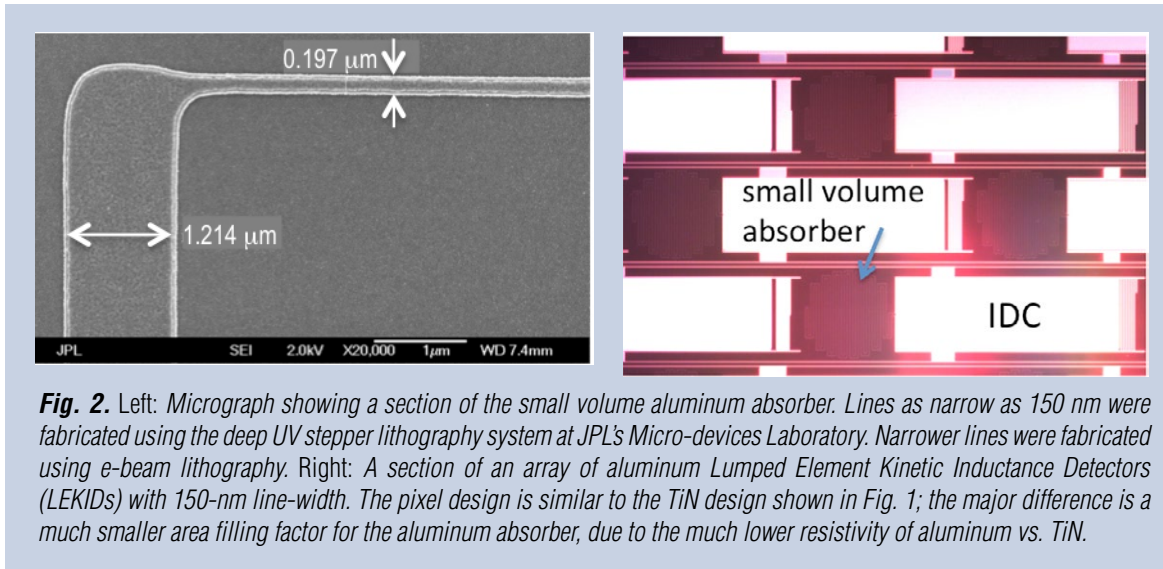 0.197 μm
1.214 μm
JPL SEI 2.0kV X20,000 1μm WD 7.4mm
small volume
absorber
IDC
Fig. 2. Left: Micrograph showing a section of the small volume aluminum absorber. Lines as narrow as 150 nm were
fabricated using the deep UV stepper lithography system at JPL's Micro-devices Laboratory. Narrower lines were fabricated
using e-beam lithography. Right: A section of an array of aluminum Lumped Element Kinetic Inductance Detectors
(LEKIDs) with 150-nm line-width. The pixel design is similar to the TiN design shown in Fig. 1; the major difference is a
much smaller area filling factor for the aluminum absorber, due to the much lower resistivity of aluminum vs. TiN.